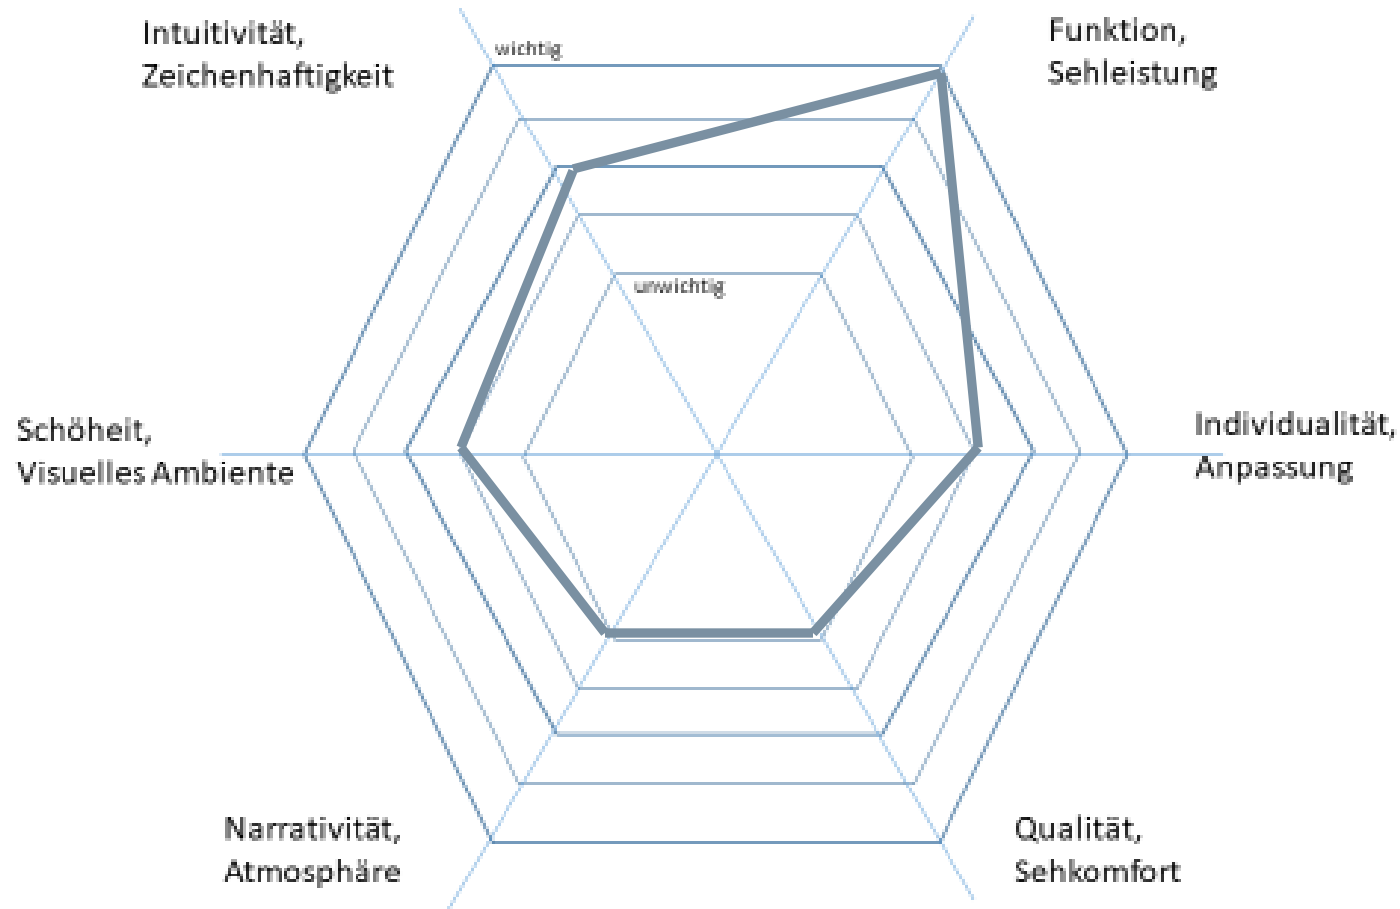 Intuitivität,
Zeichenhaftigkeit
wichtig
Funktion,
Sehleistung
unwichtig
Schöheit,
Visuelles Ambiente
Individualität,
Anpassung
Narrativität,
Atmosphäre
Qualität,
Sehkomfort